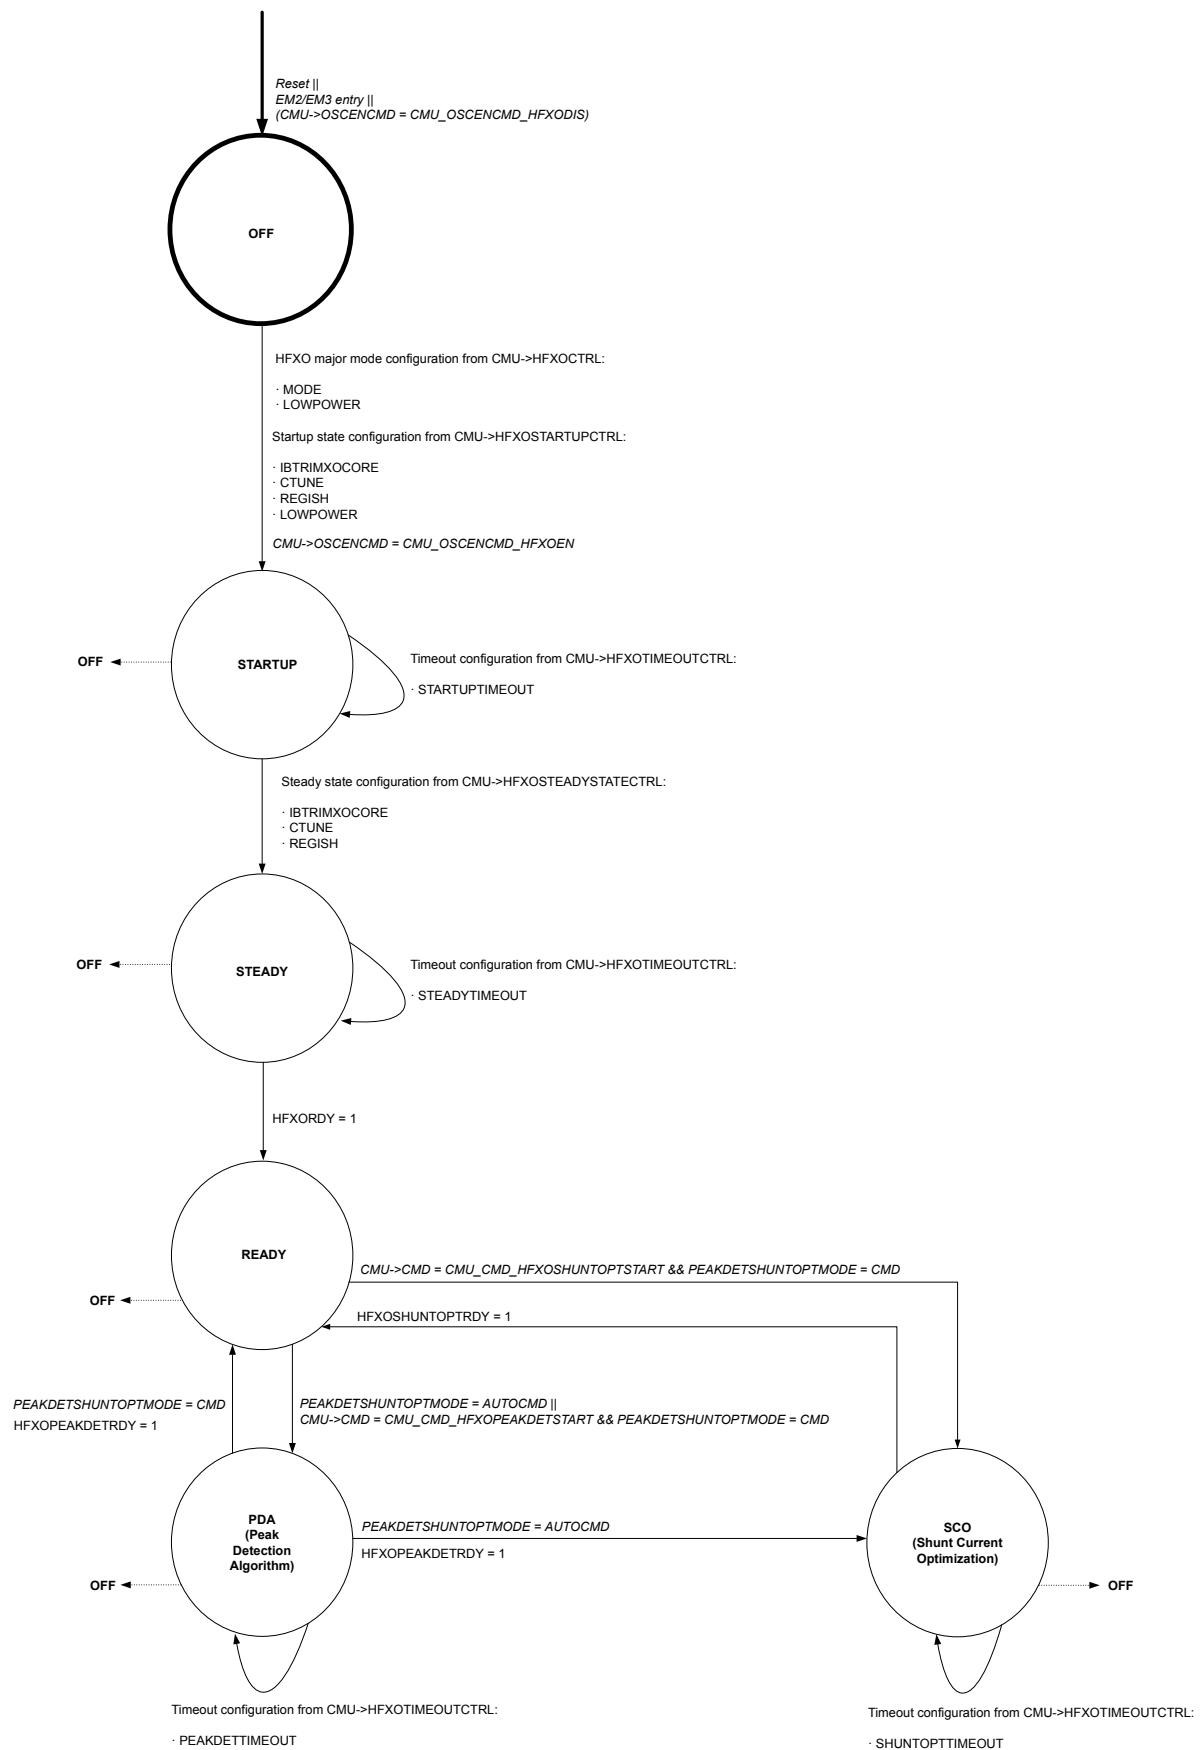 Reset ||
EM2/EM3 entry ||
(CMU->OSCENCMD = CMU_OSCENCMD_HFXODIS)
OFF
HFXO major mode configuration from CMU->HFXOCTRL:
· MODE
· LOWPOWER
Startup state configuration from CMU->HFXOSTARTUPCTRL:
· IBTRIMXOCORE
· CTUNE
· REGISH
· LOWPOWER
CMU->OSCENCMD = CMU_OSCENCMD_HFXOEN
OFF
STARTUP
Timeout configuration from CMU->HFXOTIMEOUTCTRL:
· STARTUPTIMEOUT
Steady state configuration from CMU->HFXOSTEADYSTATECTRL:
· IBTRIMXOCORE
· CTUNE
· REGISH
OFF
STEADY
Timeout configuration from CMU->HFXOTIMEOUTCTRL:
· STEADYTIMEOUT
HFXORDY = 1
READY
CMU->CMD = CMU_CMD_HFXOSHUNTOPTSTART && PEAKDETSHUNTOPTMODE = CMD
OFF
HFXOSHUNTOPTRDY = 1
PEAKDETSHUNTOPTMODE = CMD
HFXOPEAKDETRDY = 1
PEAKDETSHUNTOPTMODE = AUTOCMD ||
CMU->CMD = CMU_CMD_HFXOPEAKDETSTART && PEAKDETSHUNTOPTMODE = CMD
PDA
(Peak
Detection
Algorithm)
PEAKDETSHUNTOPTMODE = AUTOCMD
HFXOPEAKDETRDY = 1
SCO
(Shunt Current
Optimization)
OFF
OFF
Timeout configuration from CMU->HFXOTIMEOUTCTRL:
· PEAKDETTIMEOUT
Timeout configuration from CMU->HFXOTIMEOUTCTRL:
· SHUNTOPTTIMEOUT